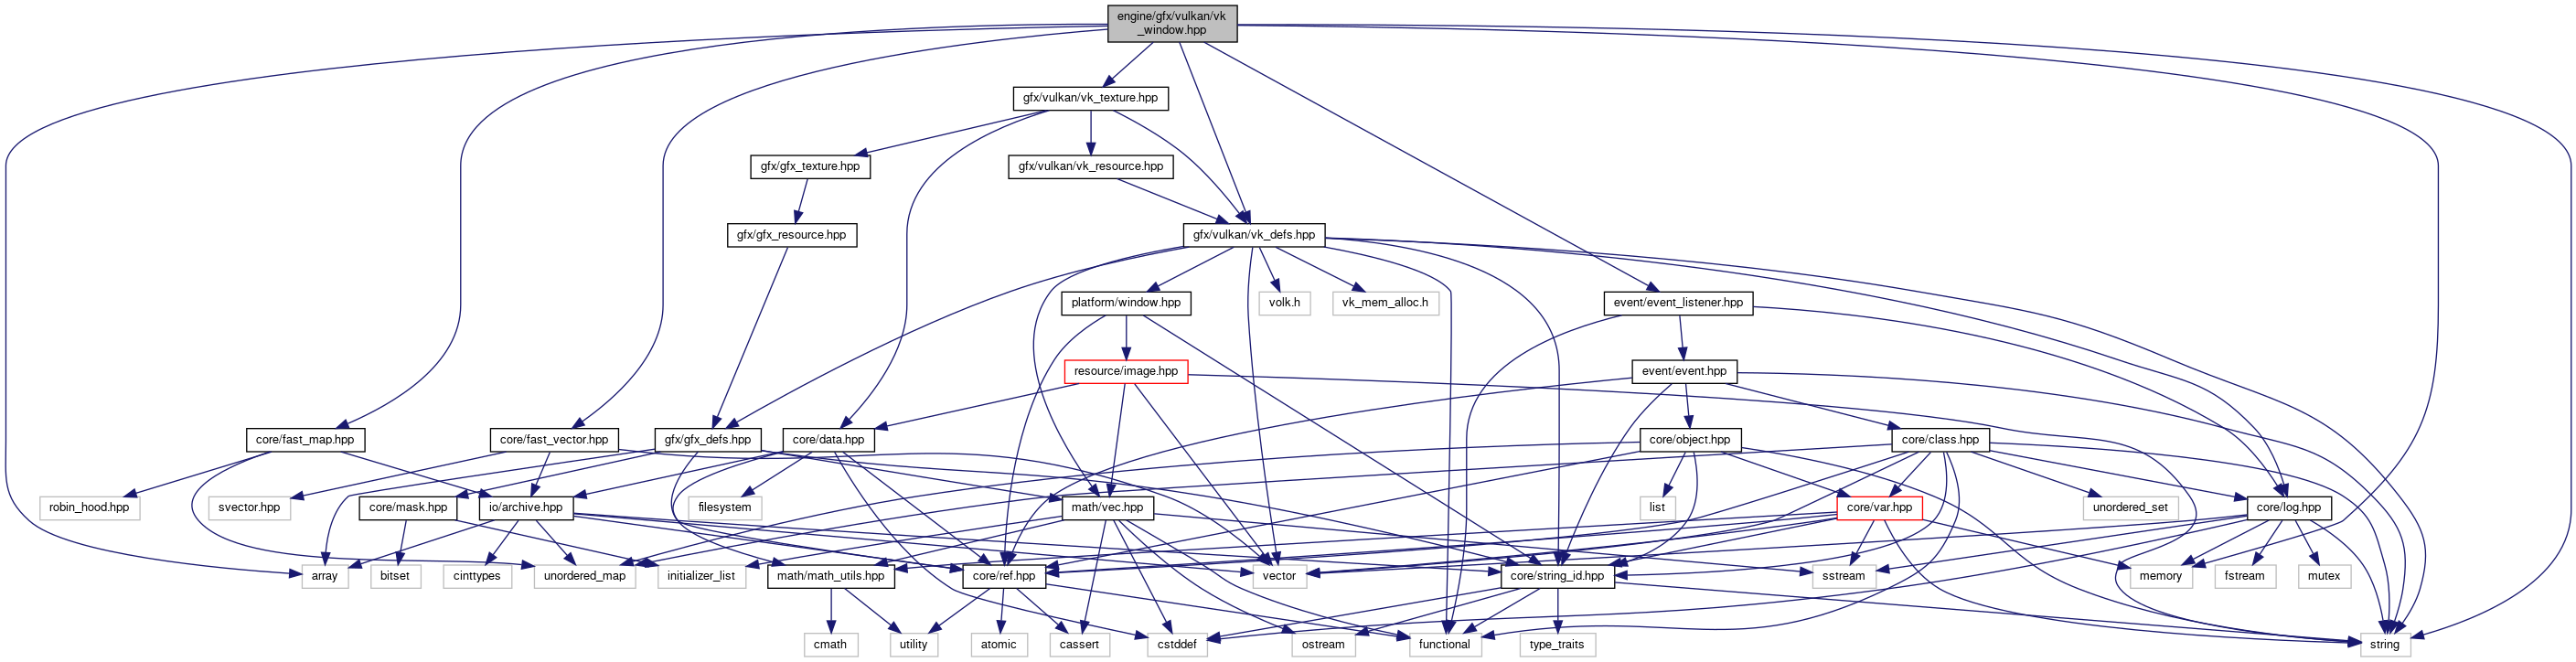 engine/gfx/vulkan/vk
_window.hpp
gfx/vulkan/vk_texture.hpp
gfx/gfx_texture.hpp
gfx/vulkan/vk_resource.hpp
gfx/gfx_resource.hpp
gfx/vulkan/vk_defs.hpp
platform/window.hpp
volk.h
vk_mem_alloc.h
event/event_listener.hpp
resource/image.hpp
event/event.hpp
core/fast_map.hpp
core/fast_vector.hpp
gfx/gfx_defs.hpp
core/data.hpp
core/object.hpp
core/class.hpp
robin_hood.hpp
svector.hpp
core/mask.hpp
io/archive.hpp
filesystem
math/vec.hpp
list
core/var.hpp
unordered_set
core/log.hpp
array
bitset
cinttypes
unordered_map
initializer_list
math/math_utils.hpp
core/ref.hpp
vector
core/string_id.hpp
sstream
memory
fstream
mutex
cmath
utility
atomic
cassert
cstddef
ostream
functional
type_traits
string